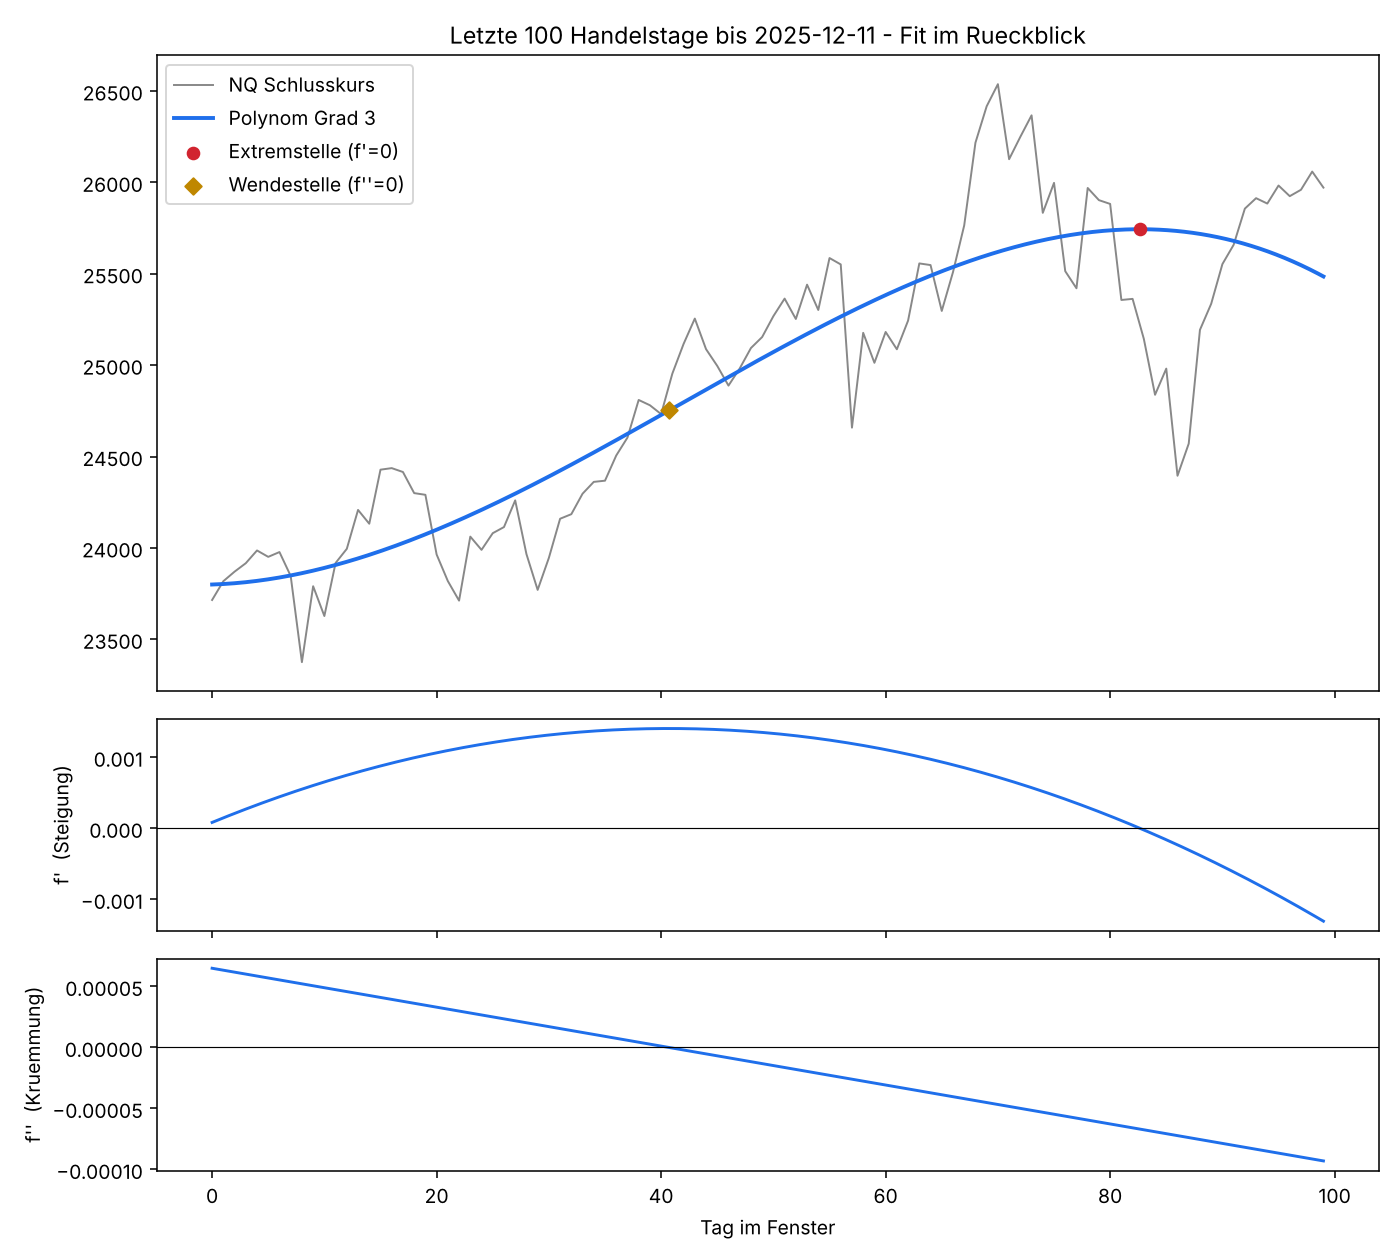 Letzte 100 Handelstage bis 2025-12-11 - Fit im Rueckblick
NQ Schlusskurs
Polynom Grad 3
Extremstelle (f'=0)
Wendestelle (f''=0)
26500
26000
25500
25000
24500
24000
23500
f' (Steigung)
0.001
0.000
−0.001
f'' (Kruemmung)
0.00005
0.00000
−0.00005
−0.00010
0 20 40 60 80 100
Tag im Fenster